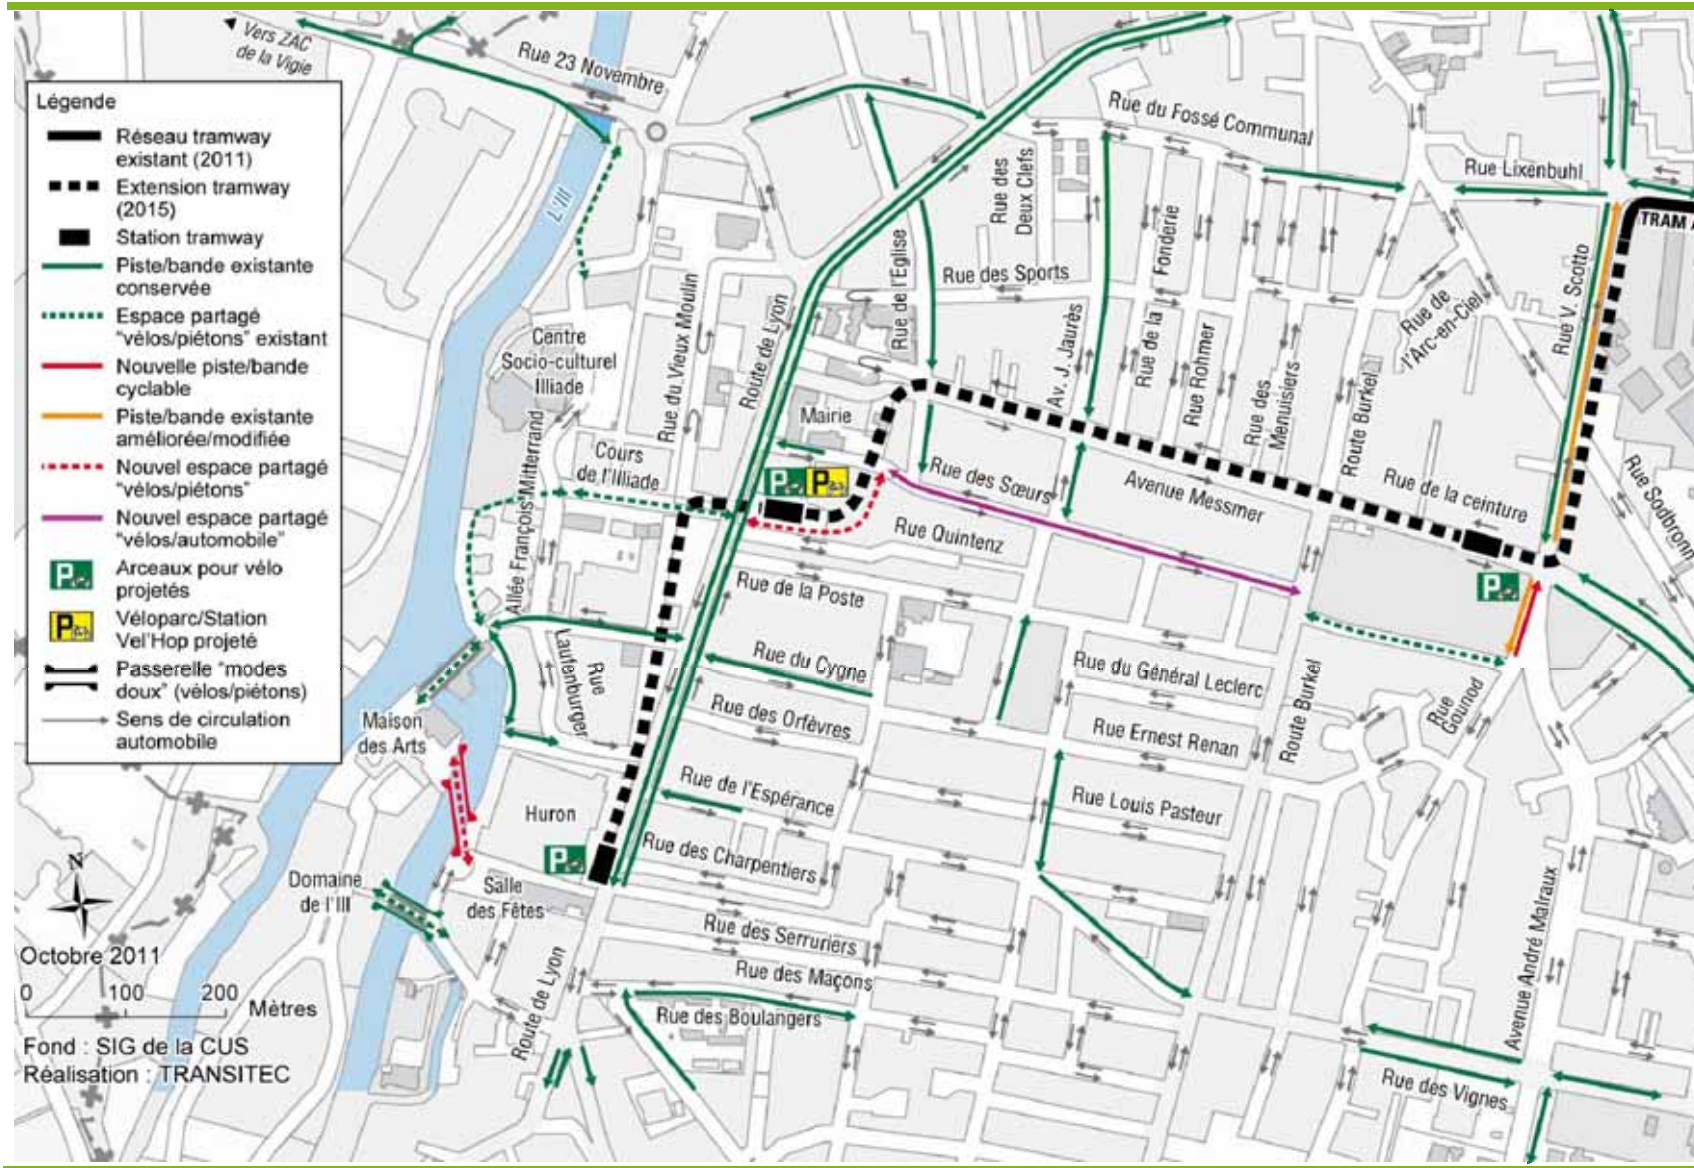 Vers ZAC
de la Vigie
Rue 23 Novembre
Légende
Réseau tramway
existant (2011)
Extension tramway
(2015)
Station tramway
Piste/bande existante
conservée
Espace partagé
"vélos/piétons" existant
Nouvelle piste/bande
cyclable
Piste/bande existante
améliorée/modifiée
Nouvel espace partagé
"vélos/piétons"
Nouvel espace partagé
"vélos/automobile"
P
Arceaux pour vélo
projetés
P
Véloparc/Station
Vel'Hop projeté
Passerelle "modes
doux" (vélos/piétons)
Sens de circulation
automobile
L'Ill
Rue du Fossé Communal
Rue Lixenbuhl
TRAM A
Rue des
Deux Clefs
Rue de l'Eglise
Rue des Sports
Rue de la Fonderie
Rue V. Scotto
Rue de
l'Arc-en-Ciel
Centre
Socio-culturel
Illiade
Rue du Vieux Moulin
Route de Lyon
Av. J. Jaurès
Rue Rohmer
Rue des
Menuisiers
Route Burkel
Mairie
Cours
de l'Illiade
Allée François Mitterrand
P
P
Rue des Sœurs
Avenue Messmer
Rue de la ceinture
Rue Sodbronn
Rue Quintenz
Rue de la Poste
P
Rue
Laufenburger
Rue du Cygne
Rue du Général Leclerc
Route Burkel
Rue
Gounod
Maison
des Arts
Rue des Orfèvres
Rue Ernest Renan
Rue de l'Espérance
Rue Louis Pasteur
Huron
P
Rue des Charpentiers
Domaine
de l'Ill
Salle
des Fêtes
Rue des Serruriers
Rue des Maçons
Rue des Boulangers
Route de Lyon
Avenue André Malraux
Rue des Vignes
N
Octobre 2011
0 100 200
Mètres
Fond : SIG de la CUS
Réalisation : TRANSITEC